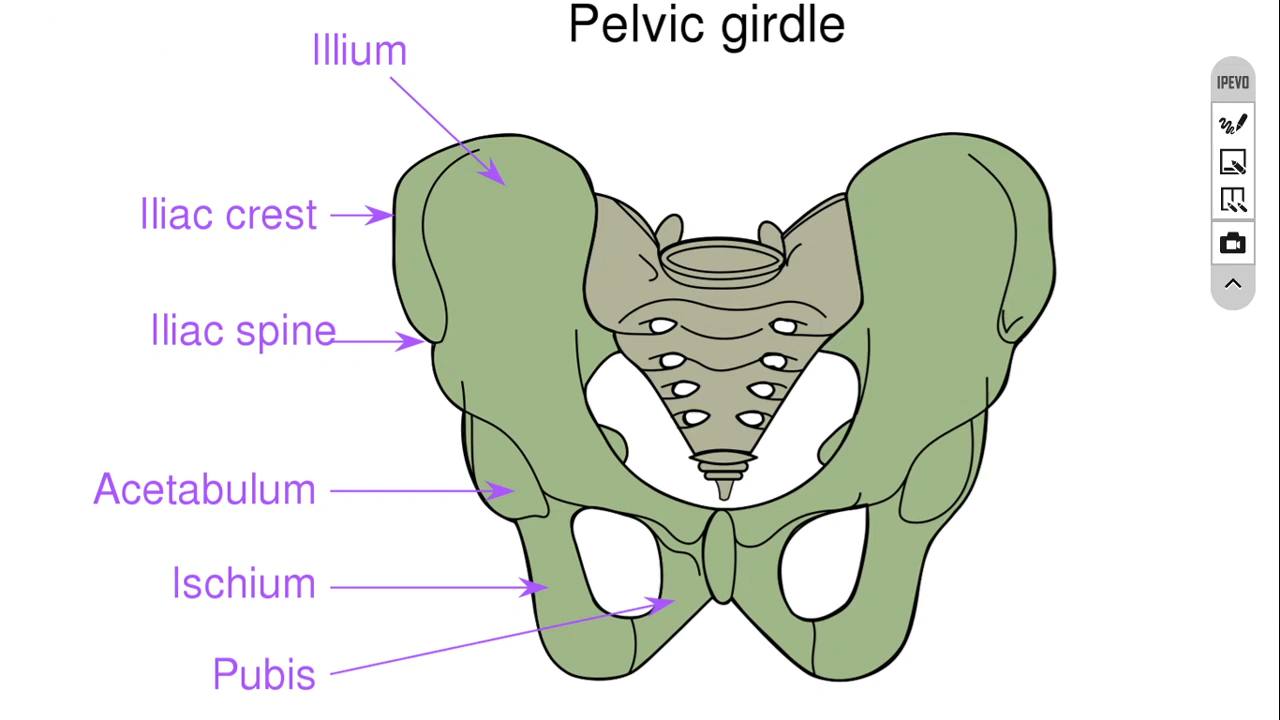 Pelvic girdle
Illium
Iliac crest
Iliac spine
Acetabulum
Ischium
Pubis
IPEVO